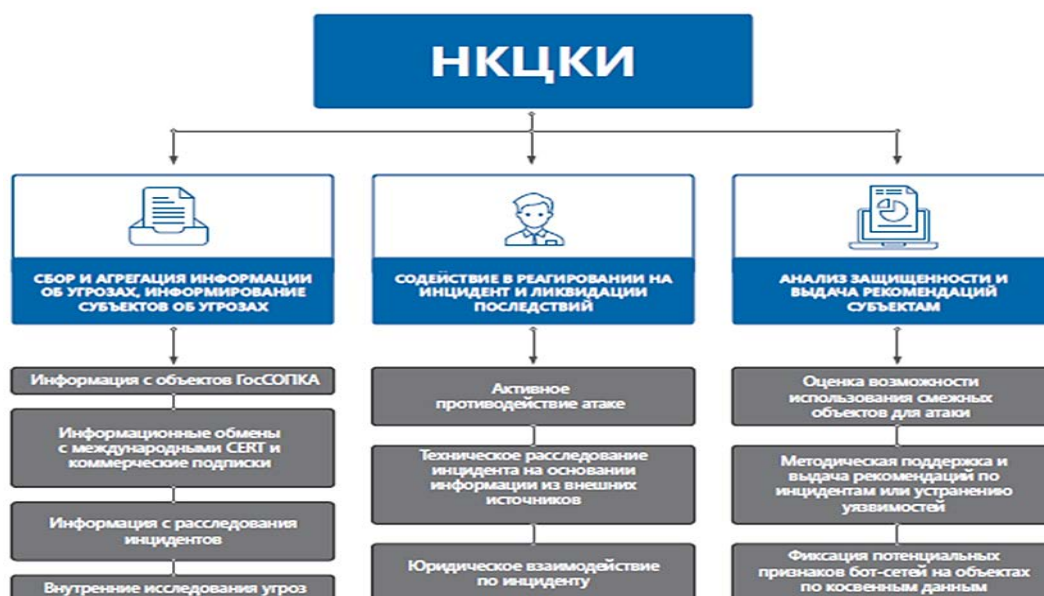 НКЦКИ
СБОР И АГРЕГАЦИЯ ИНФОРМАЦИИ
ОБ УГРОЗАХ, ИНФОРМИРОВАНИЕ
СУБЪЕКТОВ ОБ УГРОЗАХ
Информация с объектов ГосСОПКА
Информационные обмены
с международными CERT и
коммерческие подписки
Информация с расследования
инцидентов
Внутренние исследования угроз
СОДЕЙСТВИЕ В РЕАГИРОВАНИИ НА
ИНЦИДЕНТ И ЛИКВИДАЦИИ
ПОСЛЕДСТВИЙ
Активное
противодействие атаке
Техническое расследование
инцидента на основании
информации из внешних
источников
Юридическое взаимодействие
по инциденту
АНАЛИЗ ЗАЩИЩЕННОСТИ И
ВЫДАЧА РЕКОМЕНДАЦИЙ
СУБЪЕКТАМ
Оценка возможности
использования смежных
объектов для атаки
Методическая поддержка и
выдача рекомендаций по
инцидентам или устранению
уязвимостей
Фиксация потенциальных
признаков бот-сетей на объектах
по косвенным данным